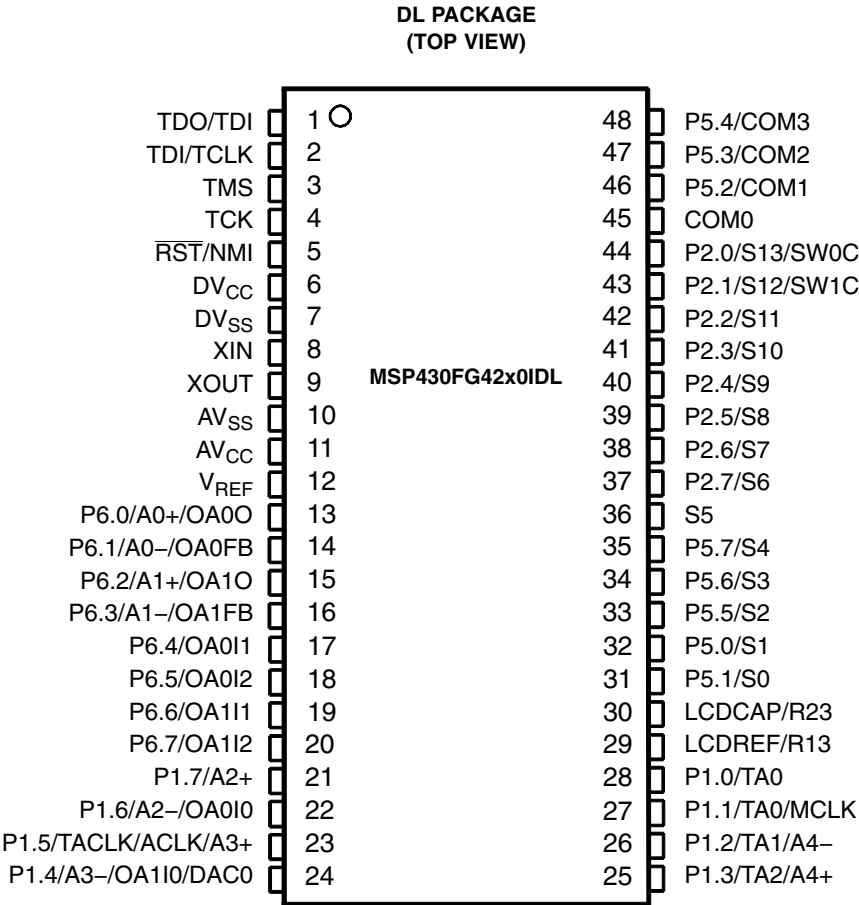 DL PACKAGE
(TOP VIEW)
TDO/TDI 1 48 P5.4/COM3
TDI/TCLK 2 47 P5.3/COM2
TMS 3 46 P5.2/COM1
TCK 4 45 COM0
R̅S̅T̅/NMI 5 44 P2.0/S13/SW0C
DVCC 6 43 P2.1/S12/SW1C
DVSS 7 42 P2.2/S11
XIN 8 41 P2.3/S10
XOUT 9 MSP430FG42x0IDL 40 P2.4/S9
AVSS 10 39 P2.5/S8
AVCC 11 38 P2.6/S7
VREF 12 37 P2.7/S6
P6.0/A0+/OA0O 13 36 S5
P6.1/A0−/OA0FB 14 35 P5.7/S4
P6.2/A1+/OA1O 15 34 P5.6/S3
P6.3/A1−/OA1FB 16 33 P5.5/S2
P6.4/OA0I1 17 32 P5.0/S1
P6.5/OA0I2 18 31 P5.1/S0
P6.6/OA1I1 19 30 LCDCAP/R23
P6.7/OA1I2 20 29 LCDREF/R13
P1.7/A2+ 21 28 P1.0/TA0
P1.6/A2−/OA0I0 22 27 P1.1/TA0/MCLK
P1.5/TACLK/ACLK/A3+ 23 26 P1.2/TA1/A4−
P1.4/A3−/OA1I0/DAC0 24 25 P1.3/TA2/A4+